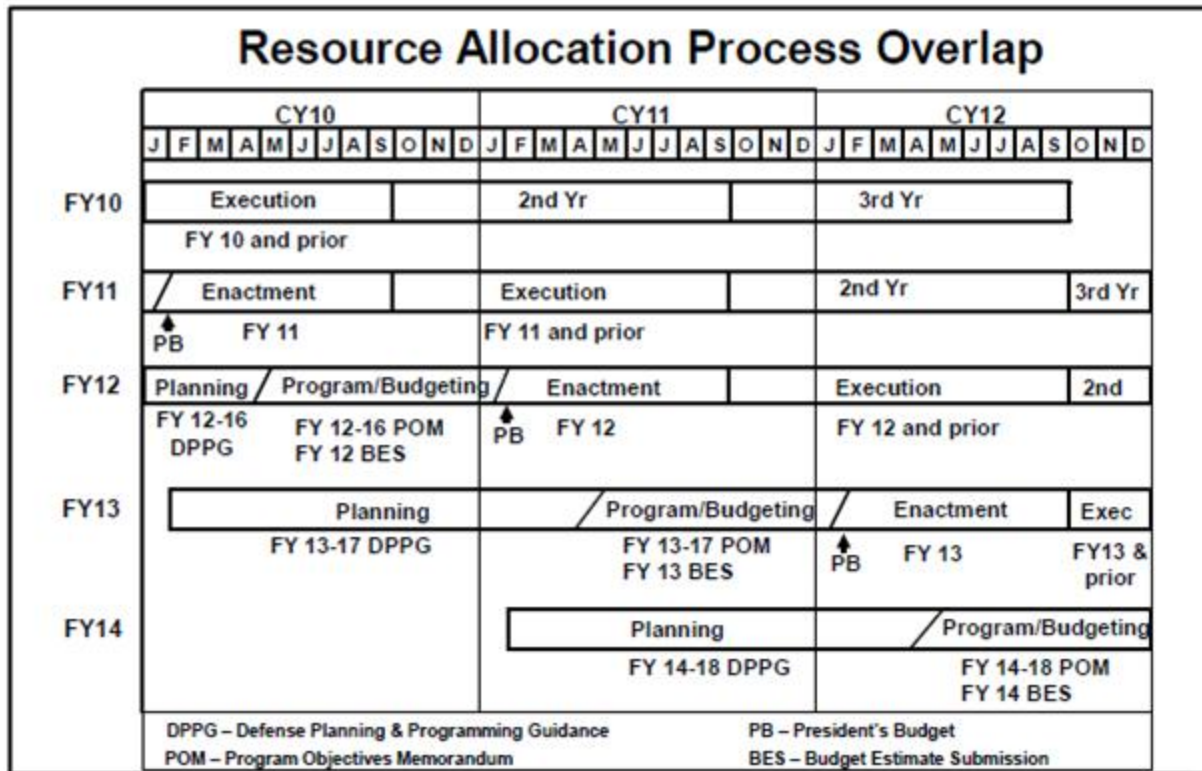 Resource Allocation Process Overlap
CY10 CY11 CY12
J F M A M J J A S O N D J F M A M J J A S O N D J F M A M J J A S O N D
FY10 Execution 2nd Yr 3rd Yr
FY 10 and prior
FY11 Enactment Execution 2nd Yr 3rd Yr
PB FY 11 FY 11 and prior
FY12 Planning Program/Budgeting Enactment Execution 2nd
FY 12-16 DPPG FY 12-16 POM FY 12 BES PB FY 12 FY 12 and prior
FY13 Planning Program/Budgeting Enactment Exec
FY 13-17 DPPG FY 13-17 POM FY 13 BES PB FY 13 FY13 & prior
FY14 Planning Program/Budgeting
FY 14-18 DPPG FY 14-18 POM
FY 14 BES
DPPG – Defense Planning & Programming Guidance PB – President's Budget
POM – Program Objectives Memorandum BES – Budget Estimate Submission